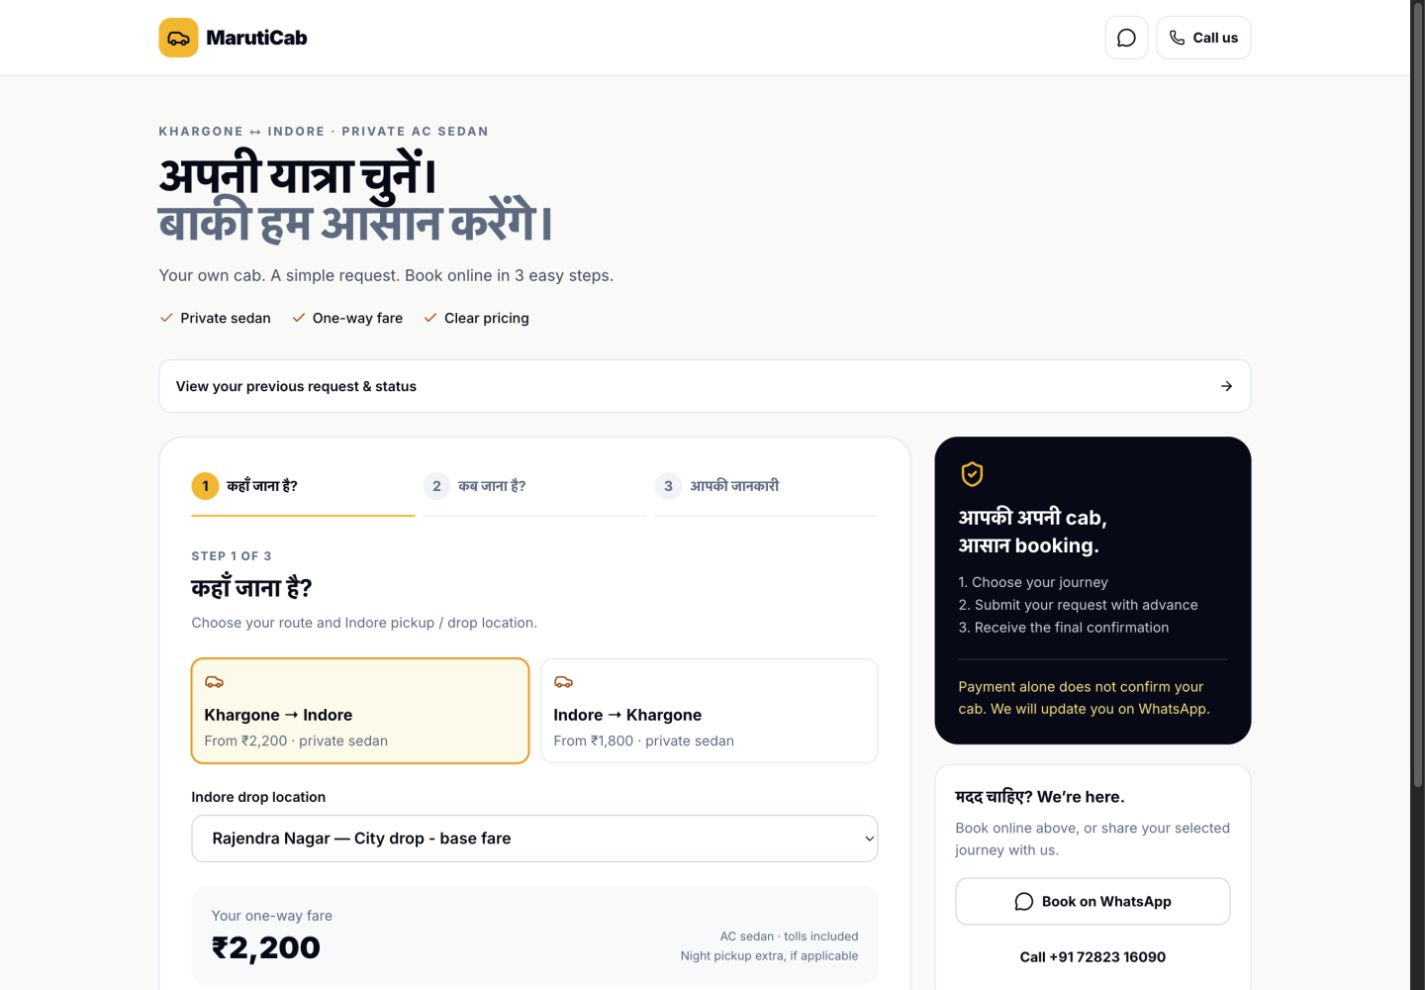 MarutiCab
Call us
KHARGONE ↔ INDORE · PRIVATE AC SEDAN
अपनी यात्रा चुनें।
बाकी हम आसान करेंगे।
Your own cab. A simple request. Book online in 3 easy steps.
Private sedan
One-way fare
Clear pricing
View your previous request & status
1 कहाँ जाना है?
2 कब जाना है?
3 आपकी जानकारी
STEP 1 OF 3
कहाँ जाना है?
Choose your route and Indore pickup / drop location.
Khargone → Indore
From ₹2,200 · private sedan
Indore → Khargone
From ₹1,800 · private sedan
Indore drop location
Rajendra Nagar — City drop - base fare
Your one-way fare
₹2,200
AC sedan · tolls included
Night pickup extra, if applicable
आपकी अपनी cab,
आसान booking.
1. Choose your journey
2. Submit your request with advance
3. Receive the final confirmation
Payment alone does not confirm your
cab. We will update you on WhatsApp.
मदद चाहिए? We're here.
Book online above, or share your selected
journey with us.
Book on WhatsApp
Call +91 72823 16090